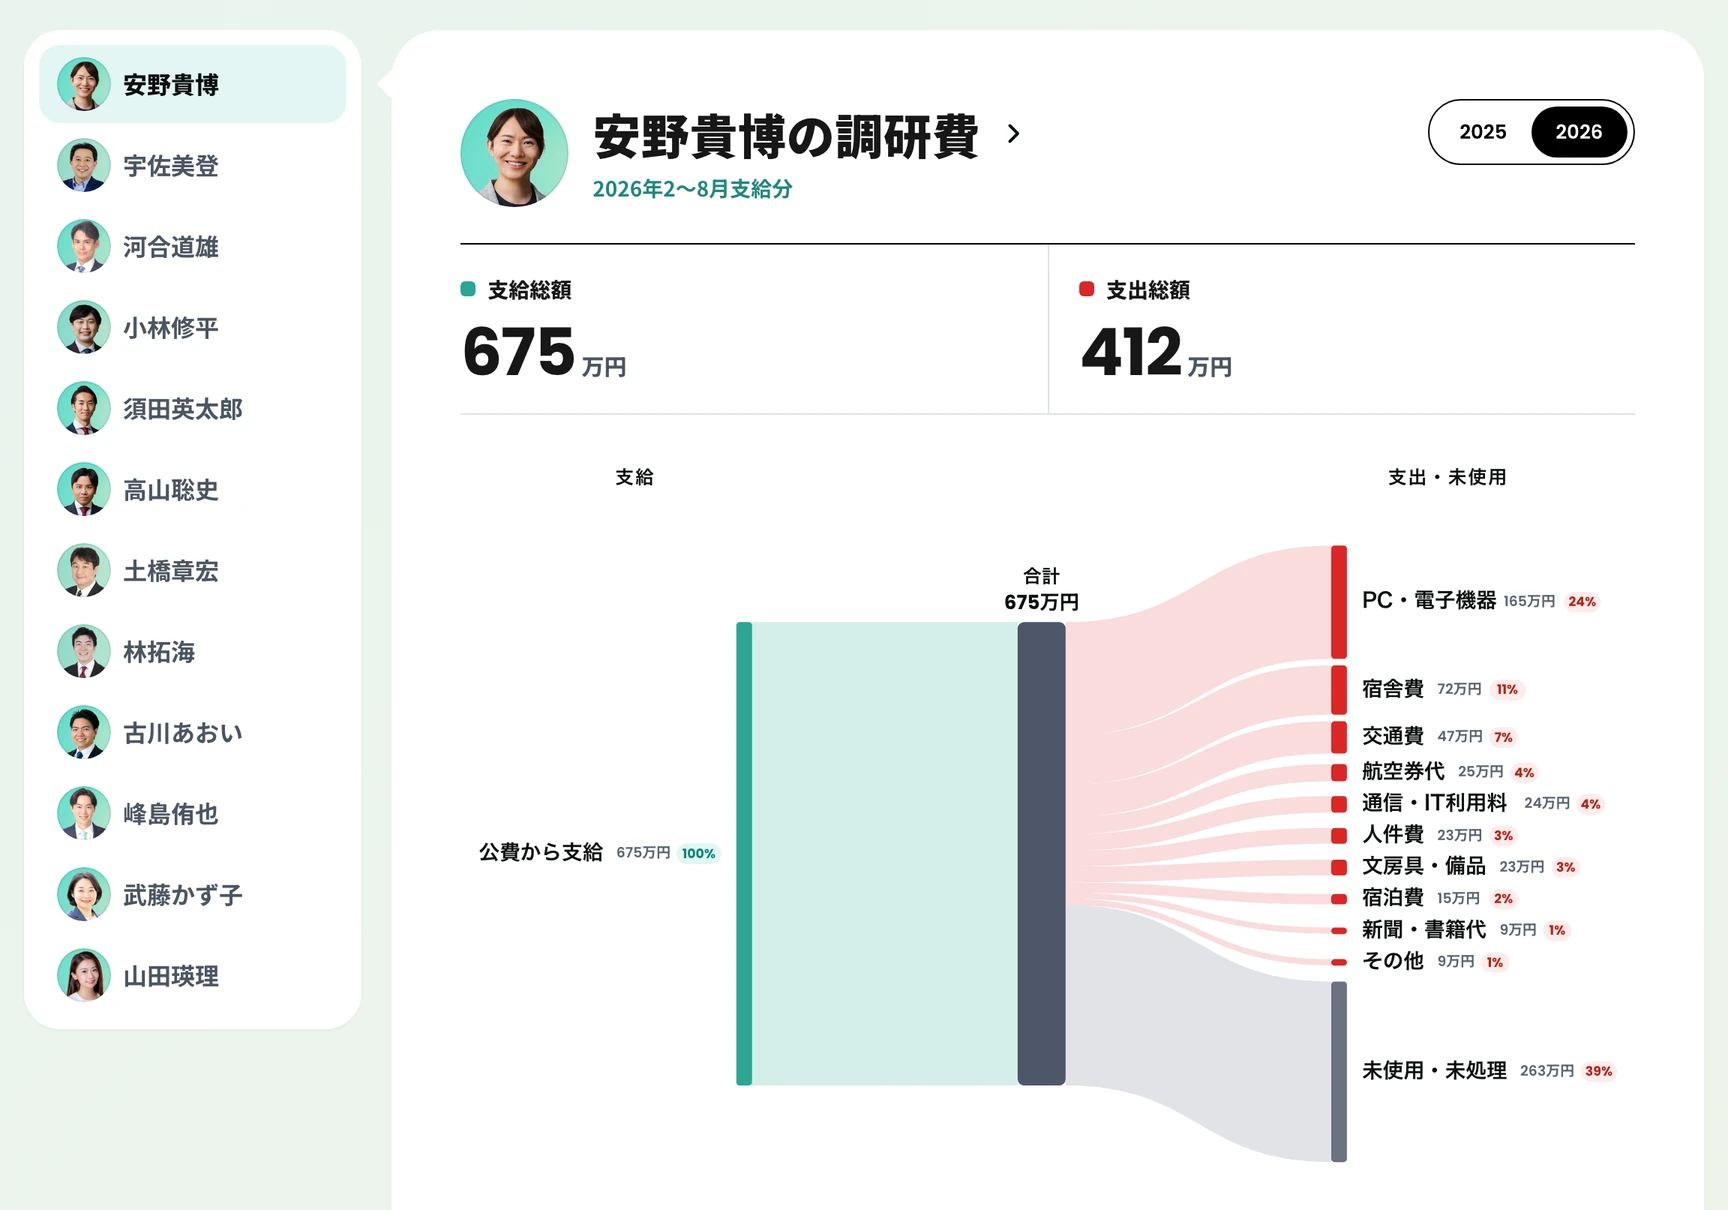 安野貴博
宇佐美登
河合道雄
小林修平
須田英太郎
高山聡史
土橋章宏
林拓海
古川あおい
峰島侑也
武藤かず子
山田瑛理
安野貴博の調研費
2026年2〜8月支給分
2025 2026
支給総額
675万円
支出総額
412万円
支給
支出・未使用
合計
675万円
公費から支給 675万円 100%
PC・電子機器 165万円 24%
宿舎費 72万円 11%
交通費 47万円 7%
航空券代 25万円 4%
通信・IT利用料 24万円 4%
人件費 23万円 3%
文房具・備品 23万円 3%
宿泊費 15万円 2%
新聞・書籍代 9万円 1%
その他 9万円 1%
未使用・未処理 263万円 39%